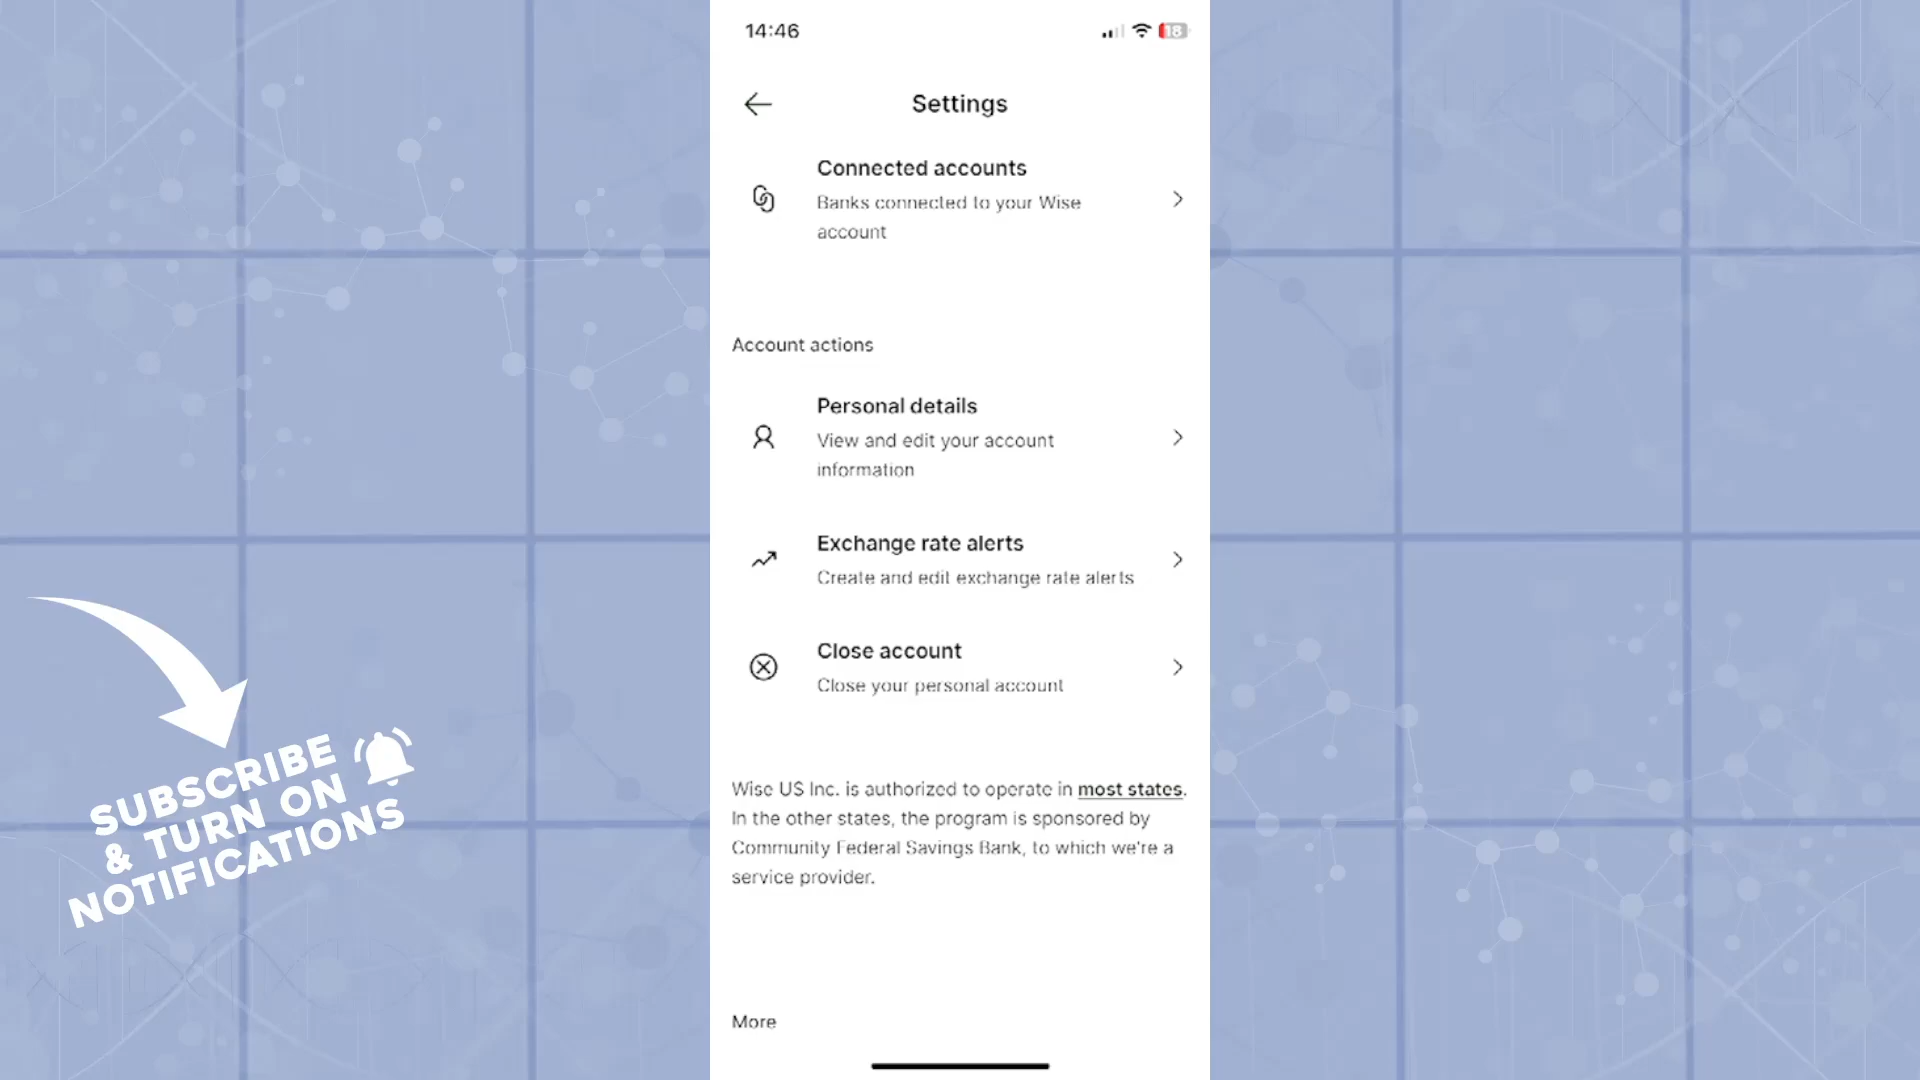 14:46
18
Settings
Connected accounts
Banks connected to your Wise
account
Account actions
Personal details
View and edit your account
information
Exchange rate alerts
Create and edit exchange rate alerts
Close account
Close your personal account
Wise US Inc. is authorized to operate in most states.
In the other states, the program is sponsored by
Community Federal Savings Bank, to which we're a
service provider.
More
SUBSCRIBE
& TURN ON
NOTIFICATIONS